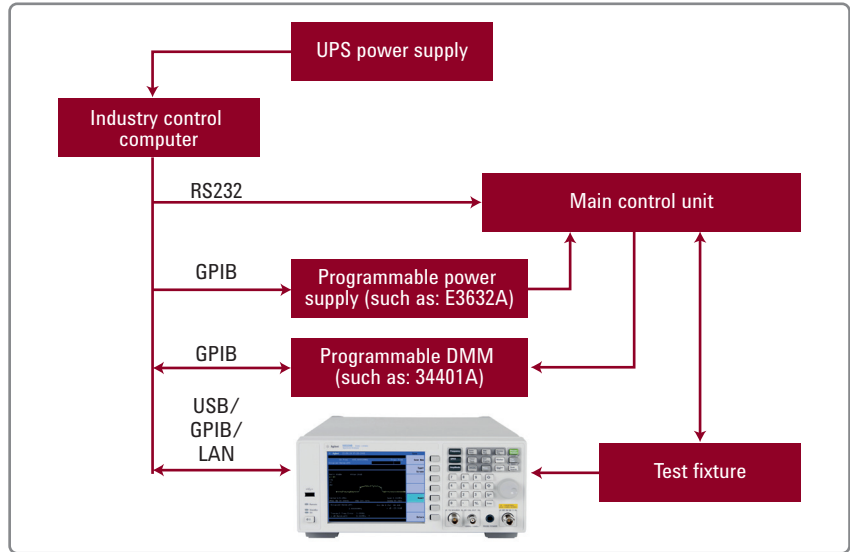 UPS power supply
Industry control
computer
RS232
Main control unit
GPIB
Programmable power
supply (such as: E3632A)
GPIB
Programmable DMM
(such as: 34401A)
USB/
GPIB/
LAN
Test fixture